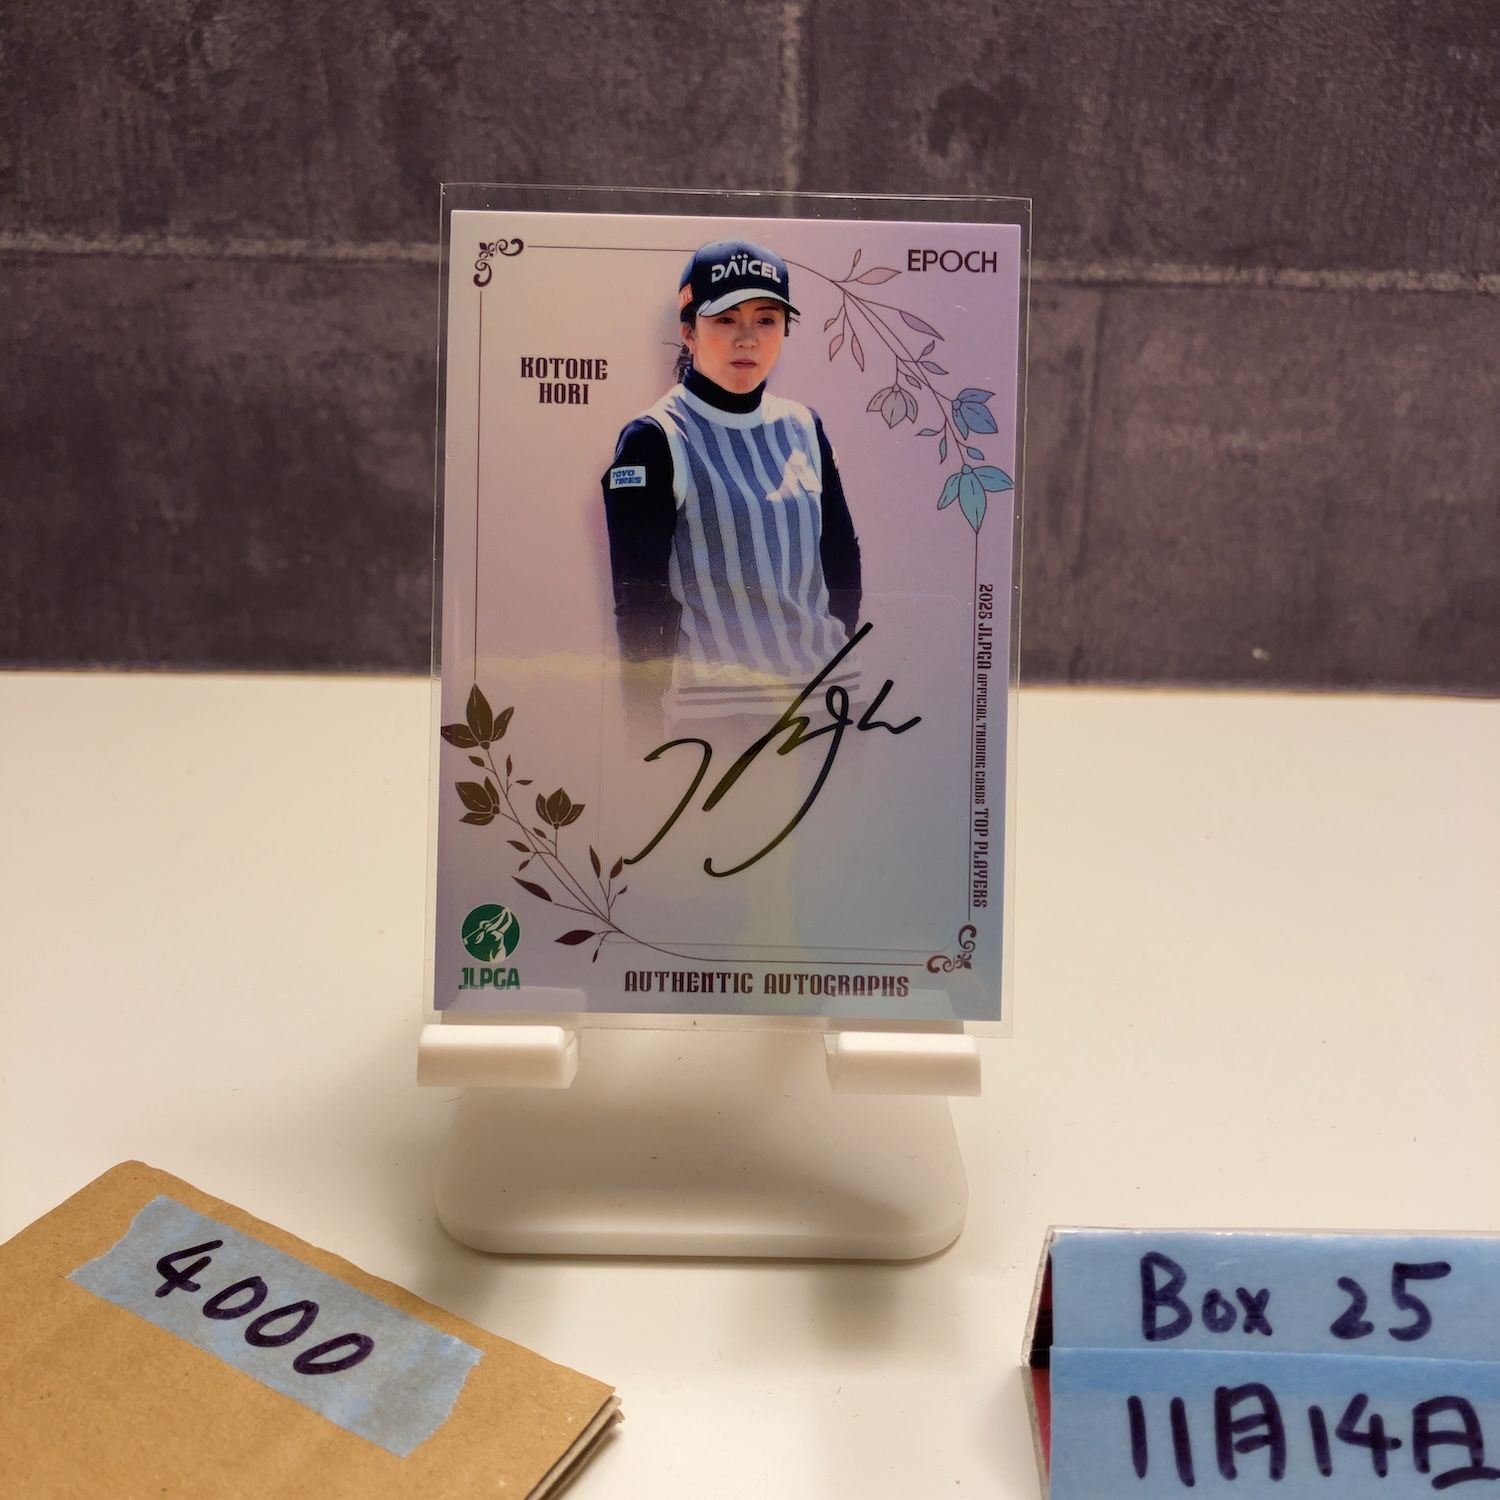 EPOCH
DAICEL
KOTONE
HORI
TOYO
TIRES
2025 JLPGA OFFICIAL TRADING CARDS TOP PLAYERS
JLPGA
AUTHENTIC AUTOGRAPHS
4000
Box 25
11月14日